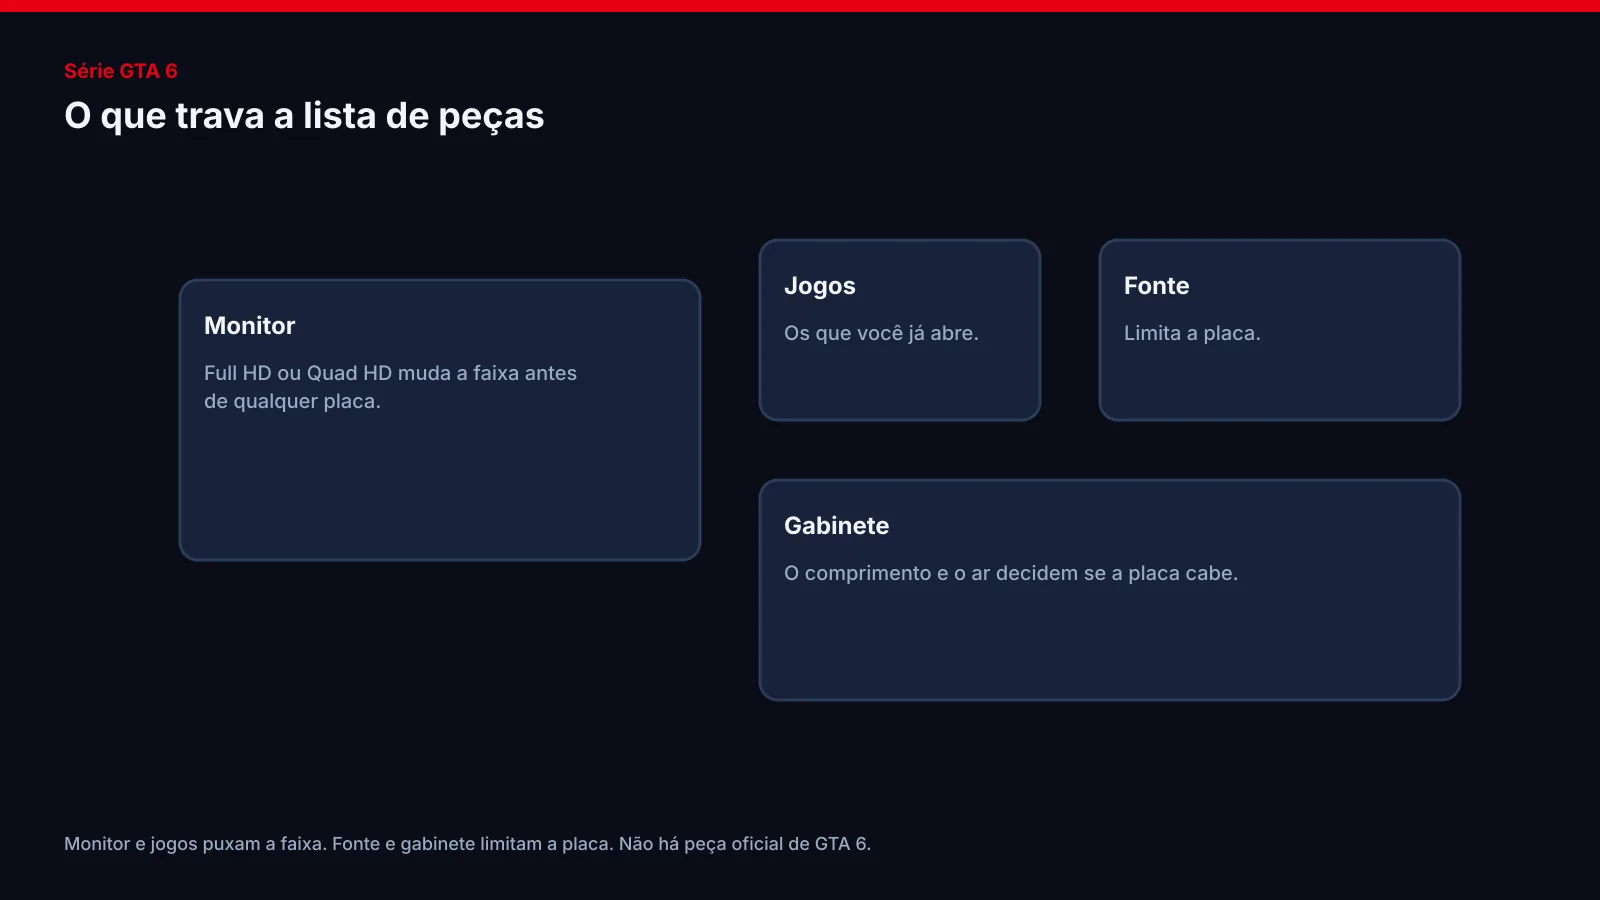 Série GTA 6
O que trava a lista de peças
Monitor
Full HD ou Quad HD muda a faixa antes
de qualquer placa.
Jogos
Os que você já abre.
Fonte
Limita a placa.
Gabinete
O comprimento e o ar decidem se a placa cabe.
Monitor e jogos puxam a faixa. Fonte e gabinete limitam a placa. Não há peça oficial de GTA 6.